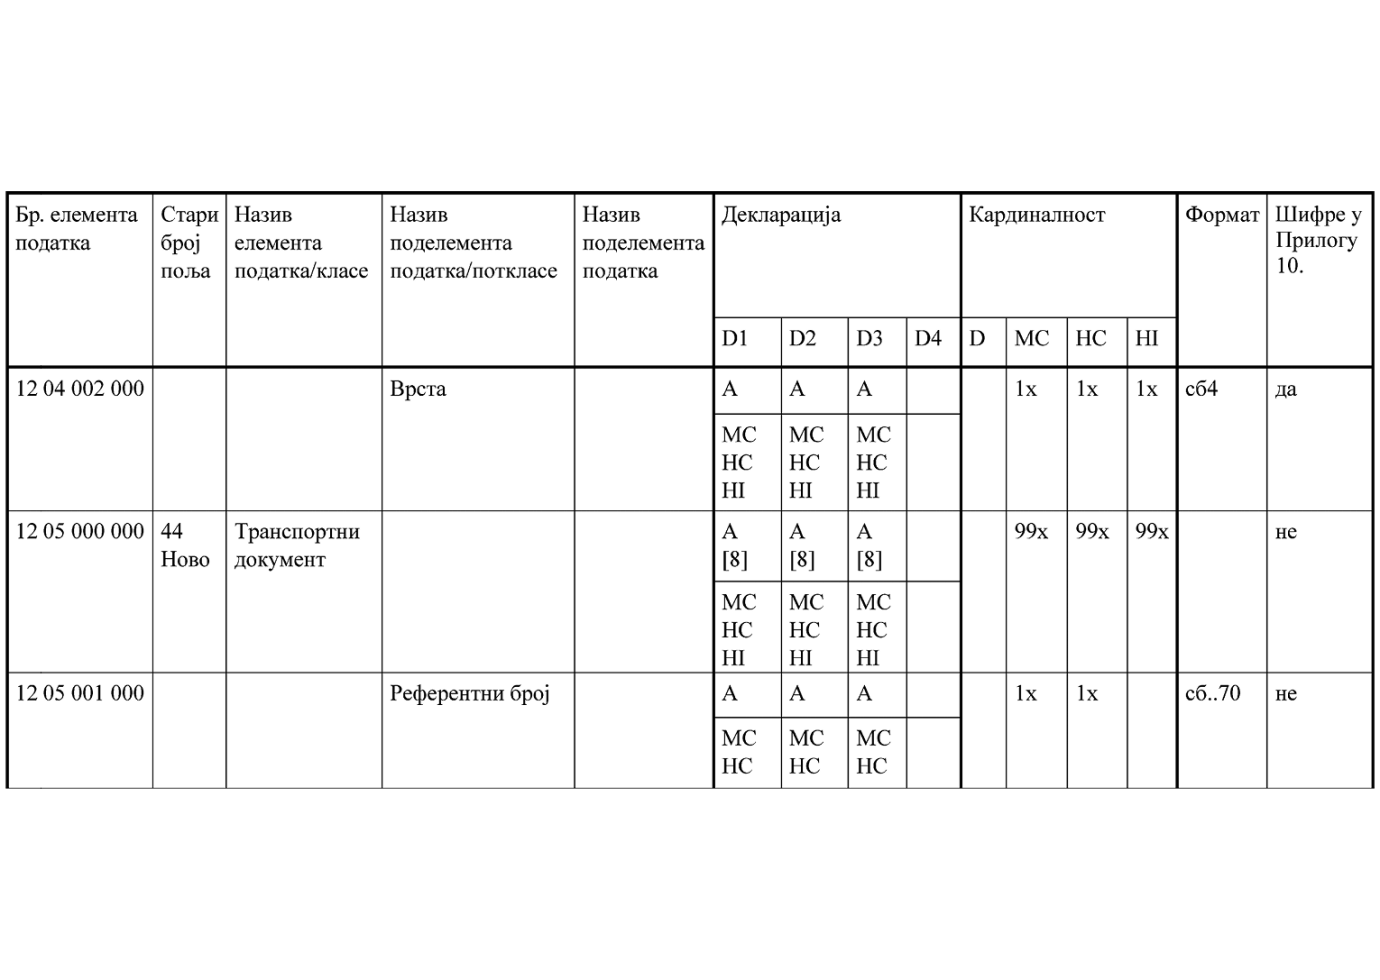 Бр. елемента податка | Стари број поља | Назив елемента податка/класе | Назив поделемента податка/поткласе | Назив поделемента податка | Декларација | Кардиналност | Формат | Шифре у Прилогу 10.
D1 | D2 | D3 | D4 | D | MC | HC | HI
12 04 002 000 | Врста | A | A | A | 1x | 1x | 1x | сб4 | да
MC | MC | MC
HC | HC | HC
HI | HI | HI
12 05 000 000 | 44 | Транспортни | A | A | A | 99x | 99x | 99x | не
Ново | документ | [8] | [8] | [8]
MC | MC | MC
HC | HC | HC
HI | HI | HI
12 05 001 000 | Референтни број | A | A | A | 1x | 1x | сб..70 | не
MC | MC | MC
HC | HC | HC